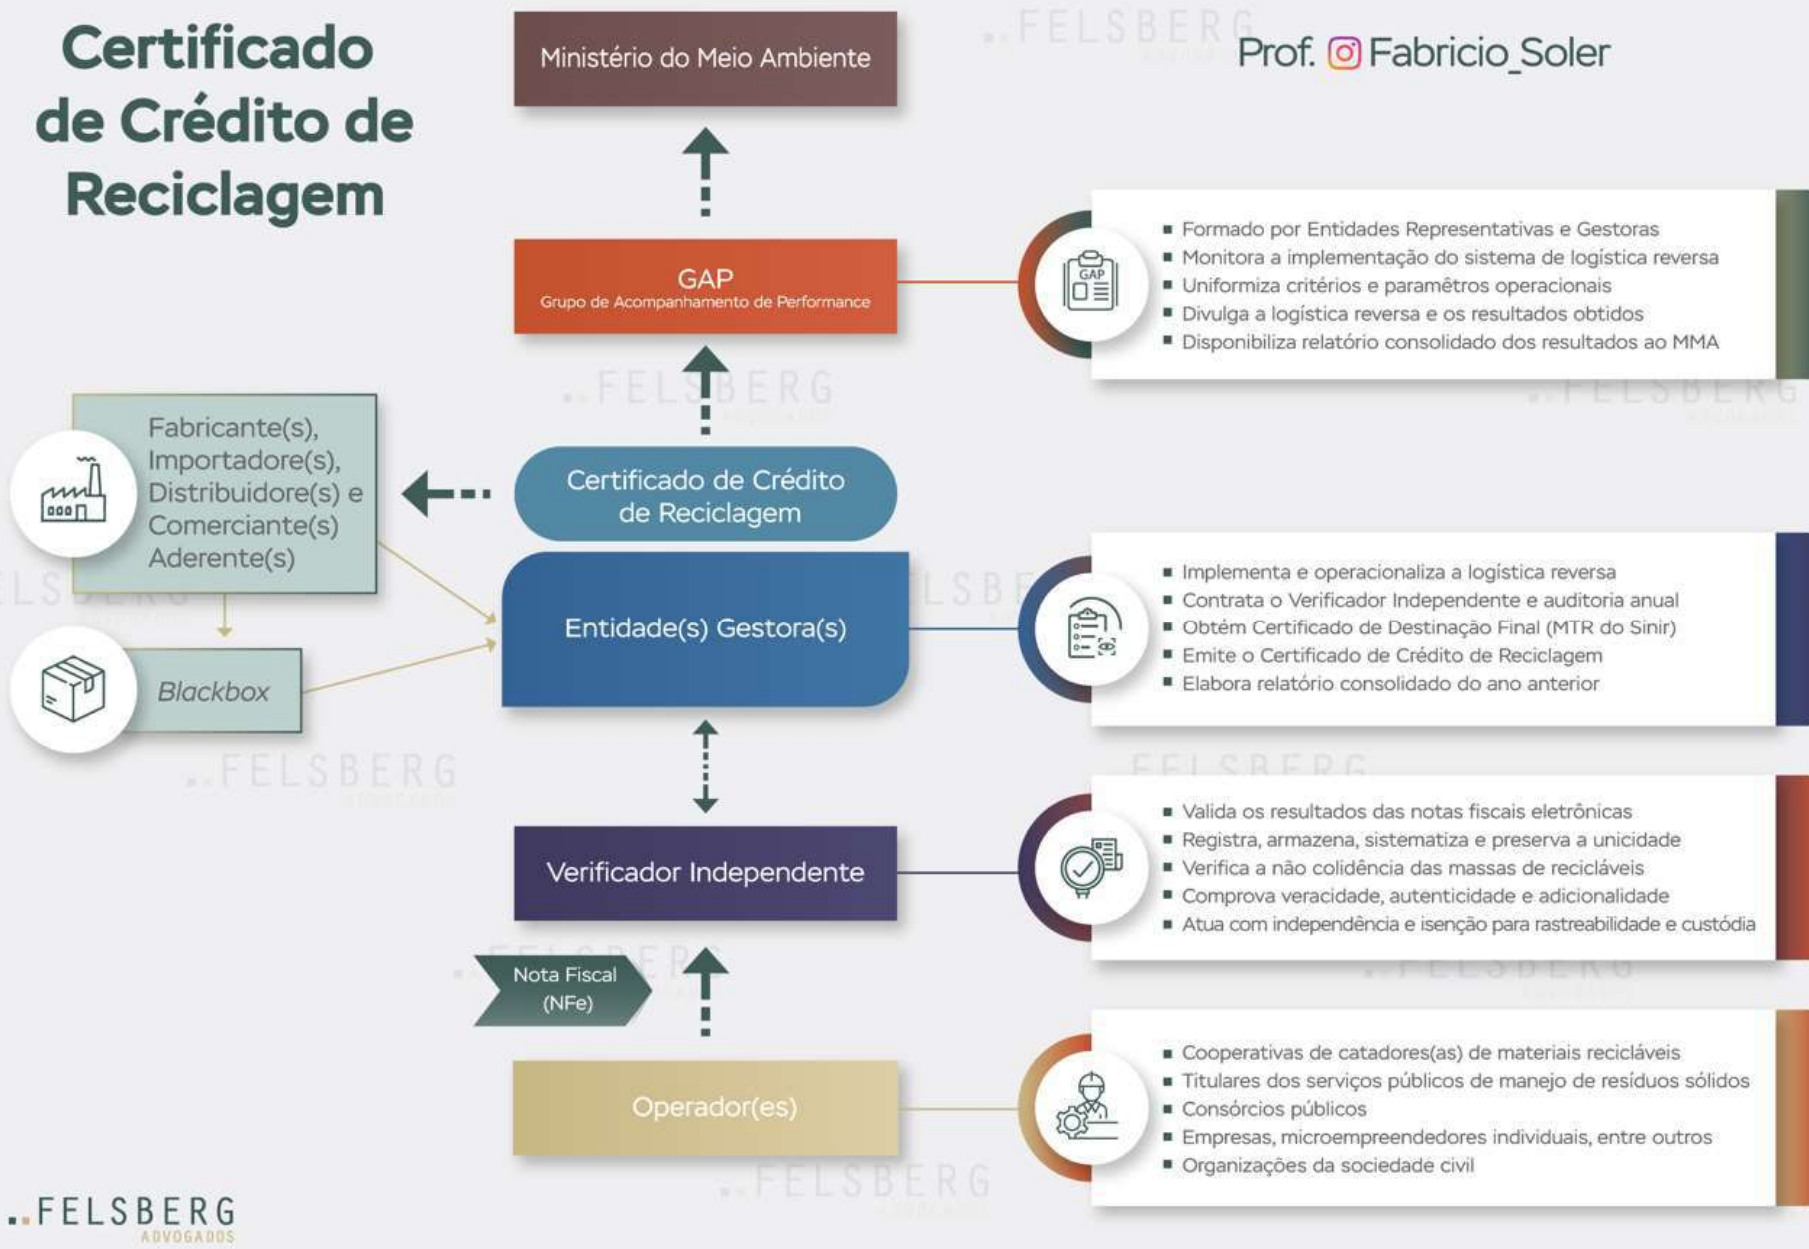 Certificado
de Crédito de
Reciclagem
Ministério do Meio Ambiente
Prof. Fabricio_Soler
GAP
Grupo de Acompanhamento de Performance
GAP
Formado por Entidades Representativas e Gestoras
Monitora a implementação do sistema de logística reversa
Uniformiza critérios e paramêtros operacionais
Divulga a logística reversa e os resultados obtidos
Disponibiliza relatório consolidado dos resultados ao MMA
Fabricante(s),
Importadore(s),
Distribuidore(s) e
Comerciante(s)
Aderente(s)
Certificado de Crédito
de Reciclagem
Blackbox
Entidade(s) Gestora(s)
Implementa e operacionaliza a logística reversa
Contrata o Verificador Independente e auditoria anual
Obtém Certificado de Destinação Final (MTR do Sinir)
Emite o Certificado de Crédito de Reciclagem
Elabora relatório consolidado do ano anterior
Verificador Independente
Valida os resultados das notas fiscais eletrônicas
Registra, armazena, sistematiza e preserva a unicidade
Verifica a não colidência das massas de recicláveis
Comprova veracidade, autenticidade e adicionalidade
Atua com independência e isenção para rastreabilidade e custódia
Nota Fiscal
(NFe)
Operador(es)
Cooperativas de catadores(as) de materiais recicláveis
Titulares dos serviços públicos de manejo de resíduos sólidos
Consórcios públicos
Empresas, microempreendedores individuais, entre outros
Organizações da sociedade civil
FELSBERG
ADVOGADOS
FELSBERG
FELSBERG
FELSBERG
FELSBERG
FELSBERG
FELSBERG